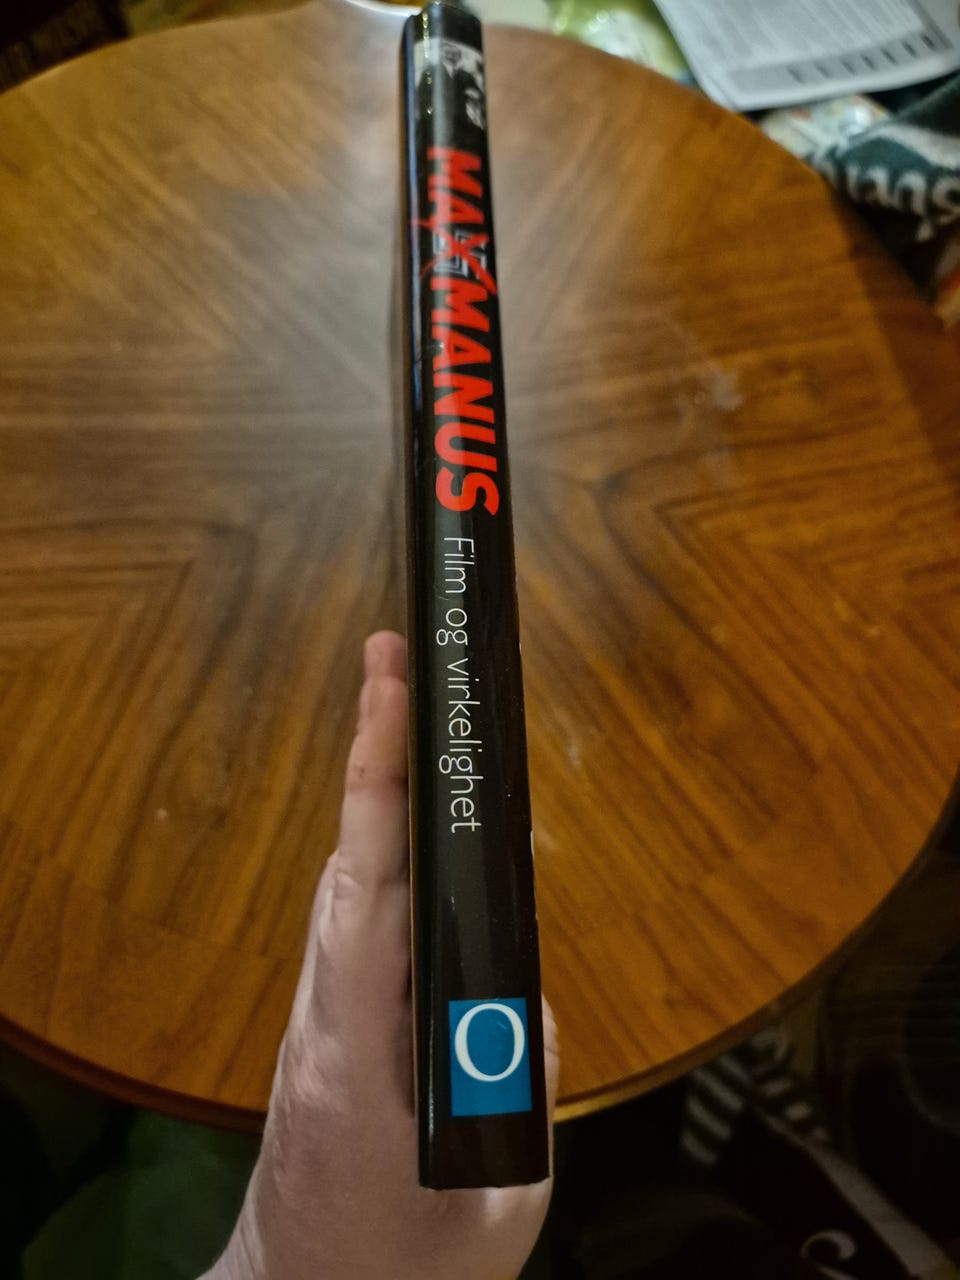 MAX MANUS
Film og virkelighet
O